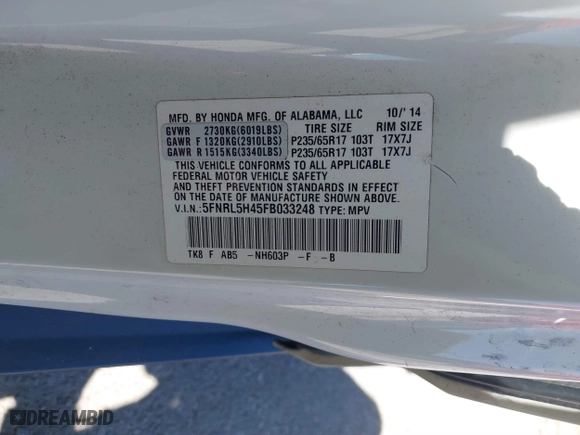 MFD. BY HONDA MFG. OF ALABAMA, LLC 10/'14
GVWR 2730KG(6019LBS) TIRE SIZE RIM SIZE
GAWR F 1320KG(2910LBS) P235/65R17 103T 17X7J
GAWR R 1515KG(3340LBS) P235/65R17 103T 17X7J
THIS VEHICLE CONFORMS TO ALL APPLICABLE
FEDERAL MOTOR VEHICLE SAFETY
AND THEFT PREVENTION STANDARDS IN EFFECT
ON THE DATE OF MANUFACTURE SHOWN ABOVE.
V.I.N.: 5FNRL5H45FB033248 TYPE: MPV
TK8 F AB5 -NH603P -F -B
DREAMBID